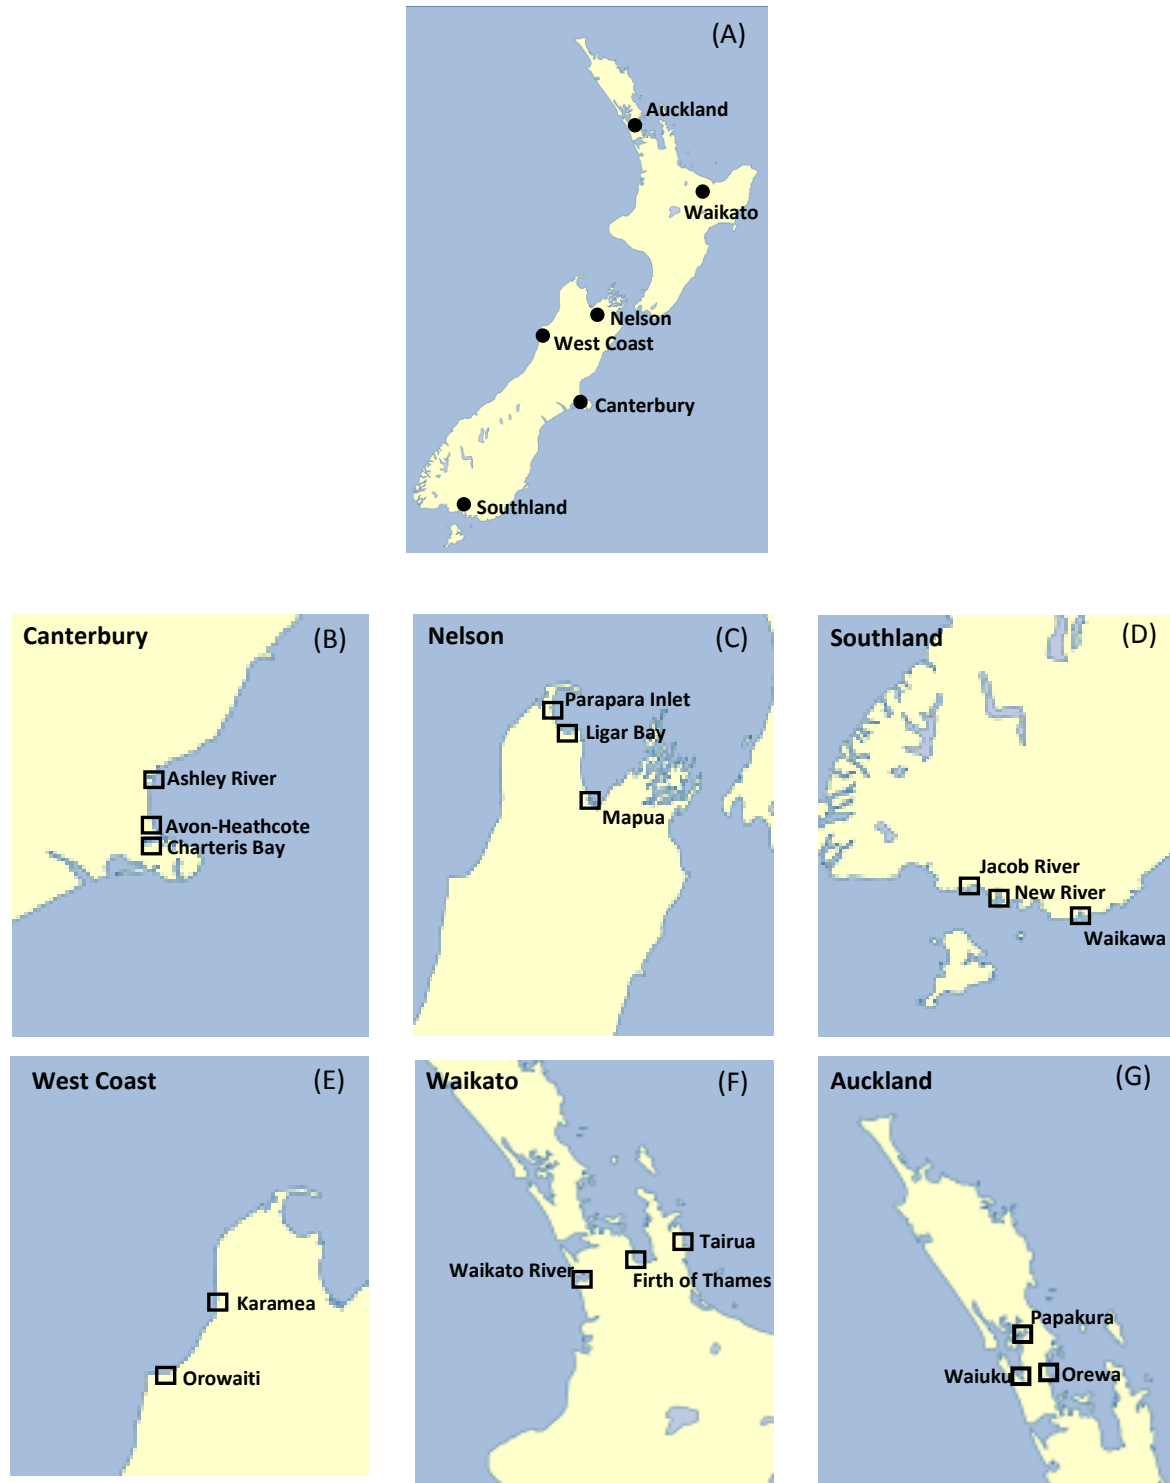 (A)
Auckland
Waikato
Nelson
West Coast
Canterbury
Southland
Canterbury
(B)
Ashley River
Avon-Heathcote
Charteris Bay
Nelson
(C)
Parapara Inlet
Ligar Bay
Mapua
Southland
(D)
Jacob River
New River
Waikawa
West Coast
(E)
Karamea
Orowaiti
Waikato
(F)
Tairua
Waikato River
Firth of Thames
Auckland
(G)
Papakura
Waiuku
Orewa